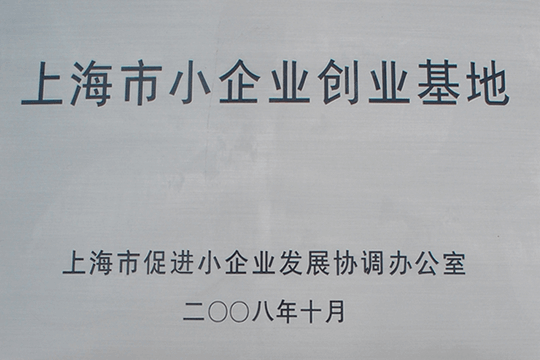 上海市小企业创业基地
上海市促进小企业发展协调办公室
二〇〇八年十月